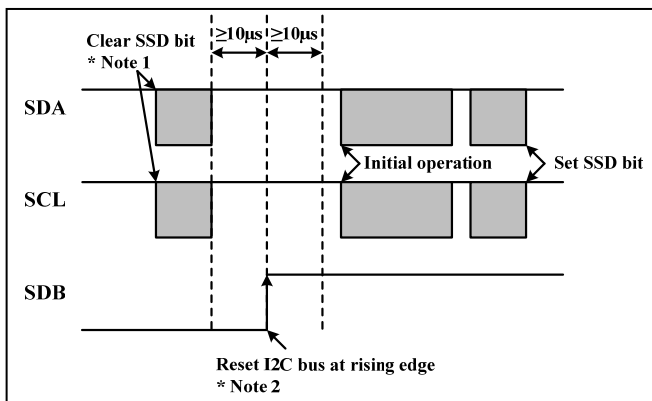 Clear SSD bit
* Note 1
≥10μs
≥10μs
SDA
Initial operation
Set SSD bit
SCL
SDB
Reset I2C bus at rising edge
* Note 2